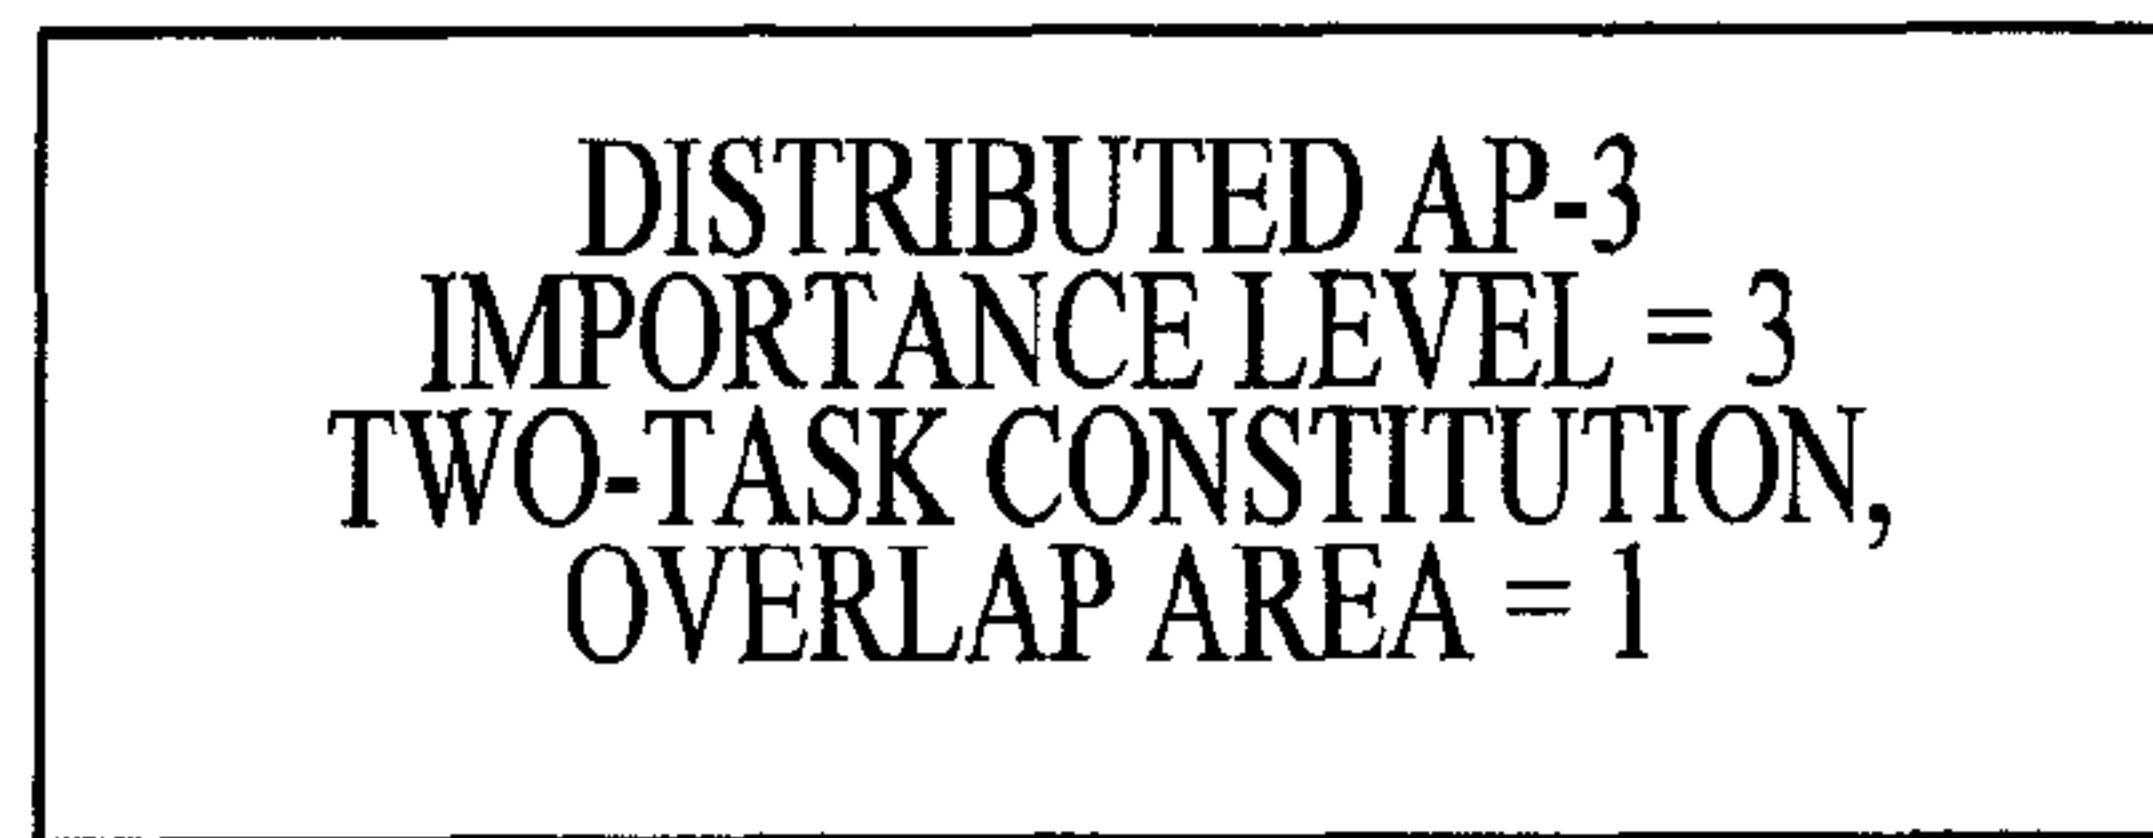 DISTRIBUTED AP-3
IMPORTANCE LEVEL = 3
TWO-TASK CONSTITUTION,
OVERLAP AREA = 1